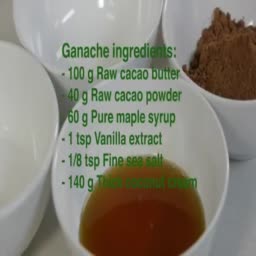 Ganache ingredients:
- 100 g Raw cacao butter
- 40 g Raw cacao powder
- 60 g Pure maple syrup
- 1 tsp Vanilla extract
- 1/8 tsp Fine sea salt
- 140 g Thick coconut cream